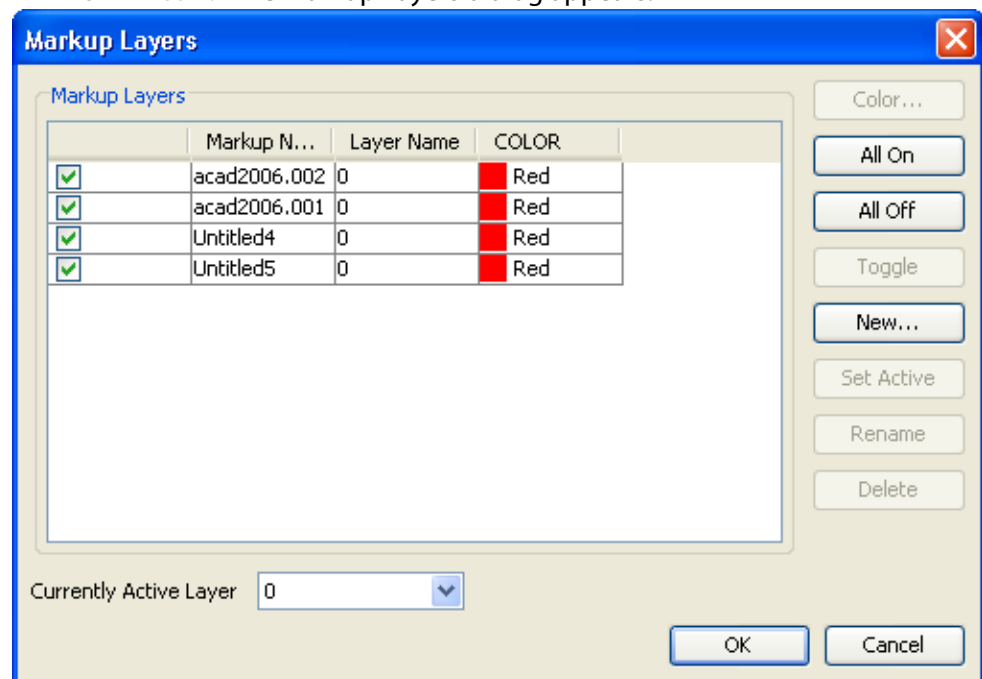 Markup Layers
Markup Layers
Markup N... Layer Name COLOR
acad2006.002 0 Red
acad2006.001 0 Red
Untitled4 0 Red
Untitled5 0 Red
Color...
All On
All Off
Toggle
New...
Set Active
Rename
Delete
Currently Active Layer 0
OK Cancel